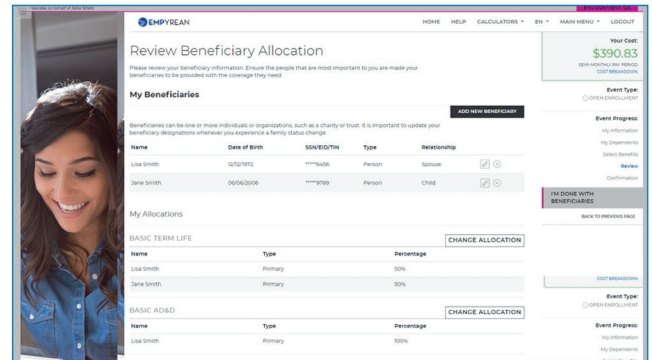 EMPYREAN
HOME HELP CALCULATORS EN MAIN MENU LOGOUT
Review Beneficiary Allocation
Please review your beneficiary information. Ensure the people that are most important to you are made your
beneficiaries to be provided with the coverage they need.
My Beneficiaries
ADD NEW BENEFICIARY
Beneficiaries can be one or more individuals or organizations, such as a charity or trust. It is important to update your
beneficiary designations whenever you experience a family status change.
Name Date of Birth SSN/EID/TIN Type Relationship
Lisa Smith 12/12/1972 *****6456 Person Spouse
Jane Smith 06/06/2006 *****9789 Person Child
My Allocations
BASIC TERM LIFE
CHANGE ALLOCATION
Name Type Percentage
Lisa Smith Primary 50%
Jane Smith Primary 50%
BASIC AD&D
CHANGE ALLOCATION
Name Type Percentage
Lisa Smith Primary 100%
Your Cost:
$390.83
SEMI-MONTHLY PAY PERIOD
COST BREAKDOWN
Event Type:
OPEN ENROLLMENT
Event Progress:
My Information
My Dependents
Select Benefits
Review
Confirmation
I'M DONE WITH
BENEFICIARIES
BACK TO PREVIOUS PAGE
COST BREAKDOWN
Event Type:
OPEN ENROLLMENT
Event Progress:
My Information
My Dependents